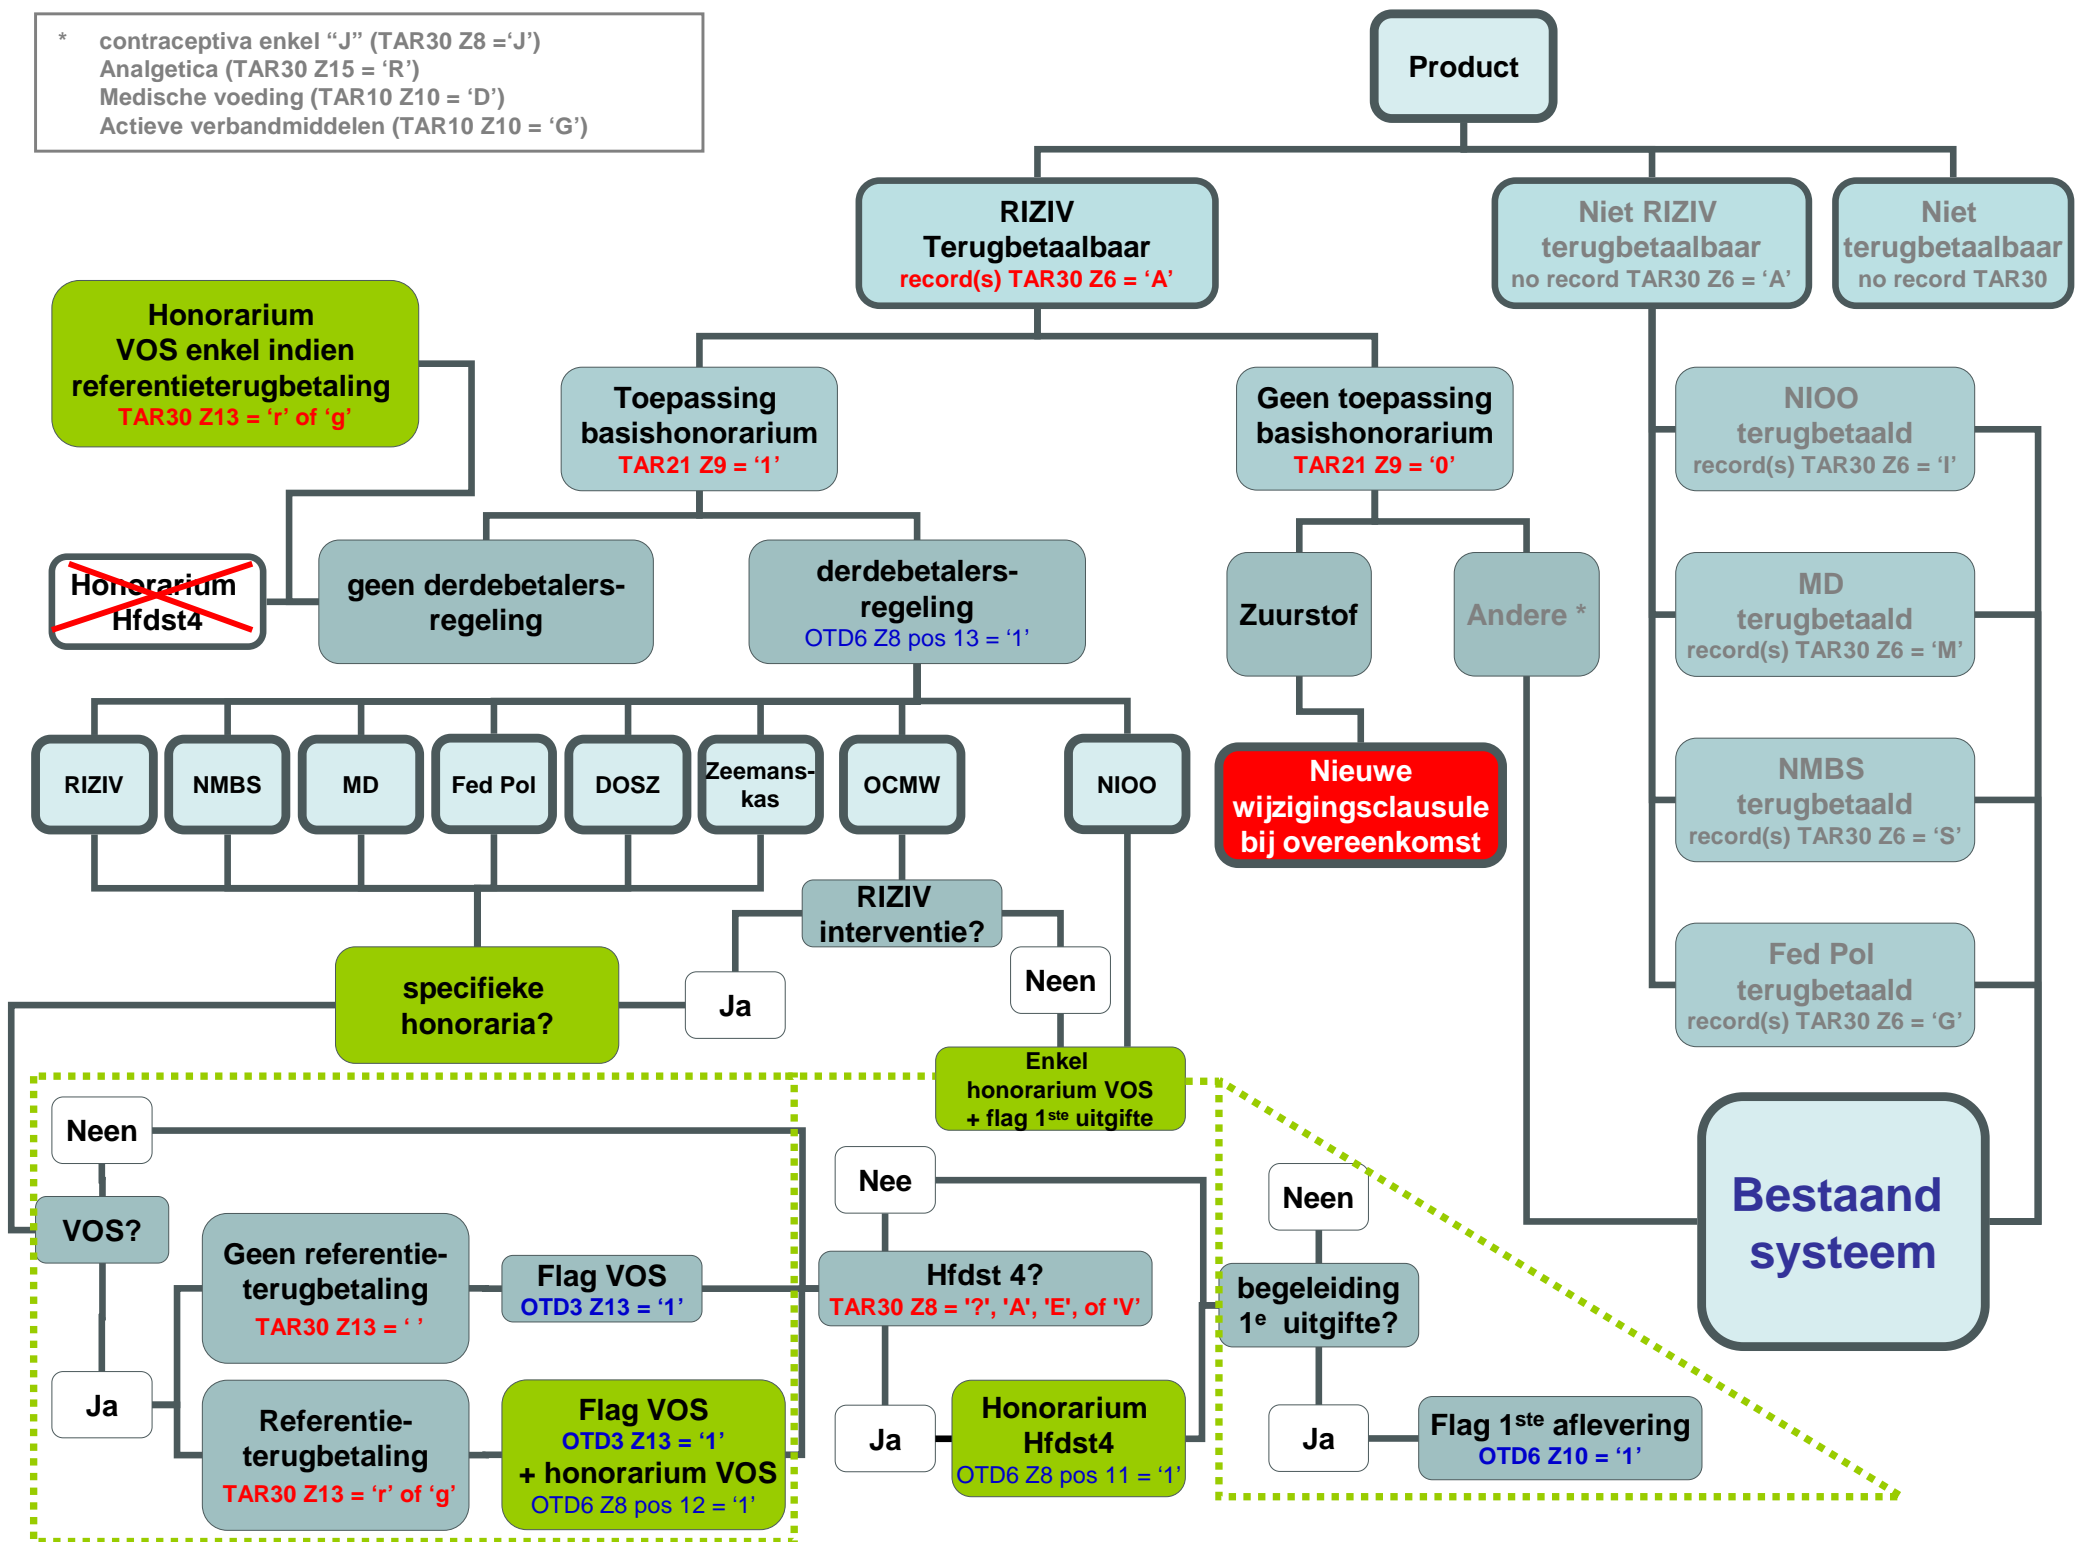 * contraceptiva enkel “J” (TAR30 Z8 =‘J’)
Analgetica (TAR30 Z15 = ‘R’)
Medische voeding (TAR10 Z10 = ‘D’)
Actieve verbandmiddelen (TAR10 Z10 = ‘G’)
Product
RIZIV
Terugbetaalbaar
record(s) TAR30 Z6 = ‘A’
Niet RIZIV
terugbetaalbaar
no record TAR30 Z6 = ‘A’
Niet
terugbetaalbaar
no record TAR30
Honorarium
VOS enkel indien
referentieterugbetaling
TAR30 Z13 = ‘r’ of ‘g’
Toepassing
basishonorarium
TAR21 Z9 = ‘1’
Geen toepassing
basishonorarium
TAR21 Z9 = ‘0’
NIOO
terugbetaald
record(s) TAR30 Z6 = ‘I’
Honorarium
Hfdst4
geen derdebetalers-
regeling
derdebetalers-
regeling
OTD6 Z8 pos 13 = ‘1’
Zuurstof
Andere *
MD
terugbetaald
record(s) TAR30 Z6 = ‘M’
RIZIV
NMBS
MD
Fed Pol
DOSZ
Zeemans-
kas
OCMW
NIOO
Nieuwe
wijzigingsclausule
bij overeenkomst
NMBS
terugbetaald
record(s) TAR30 Z6 = ‘S’
RIZIV
interventie?
specifieke
honoraria?
Ja
Neen
Fed Pol
terugbetaald
record(s) TAR30 Z6 = ‘G’
Enkel
honorarium VOS
+ flag 1ste uitgifte
Neen
VOS?
Ja
Geen referentie-
terugbetaling
TAR30 Z13 = ‘ ’
Flag VOS
OTD3 Z13 = ‘1’
Referentie-
terugbetaling
TAR30 Z13 = ‘r’ of ‘g’
Flag VOS
OTD3 Z13 = ‘1’
+ honorarium VOS
OTD6 Z8 pos 12 = ‘1’
Nee
Hfdst 4?
TAR30 Z8 = '?', 'A', 'E', of 'V'
Ja
Honorarium
Hfdst4
OTD6 Z8 pos 11 = ‘1’
Neen
begeleiding
1e uitgifte?
Ja
Flag 1ste aflevering
OTD6 Z10 = ‘1’
Bestaand
systeem